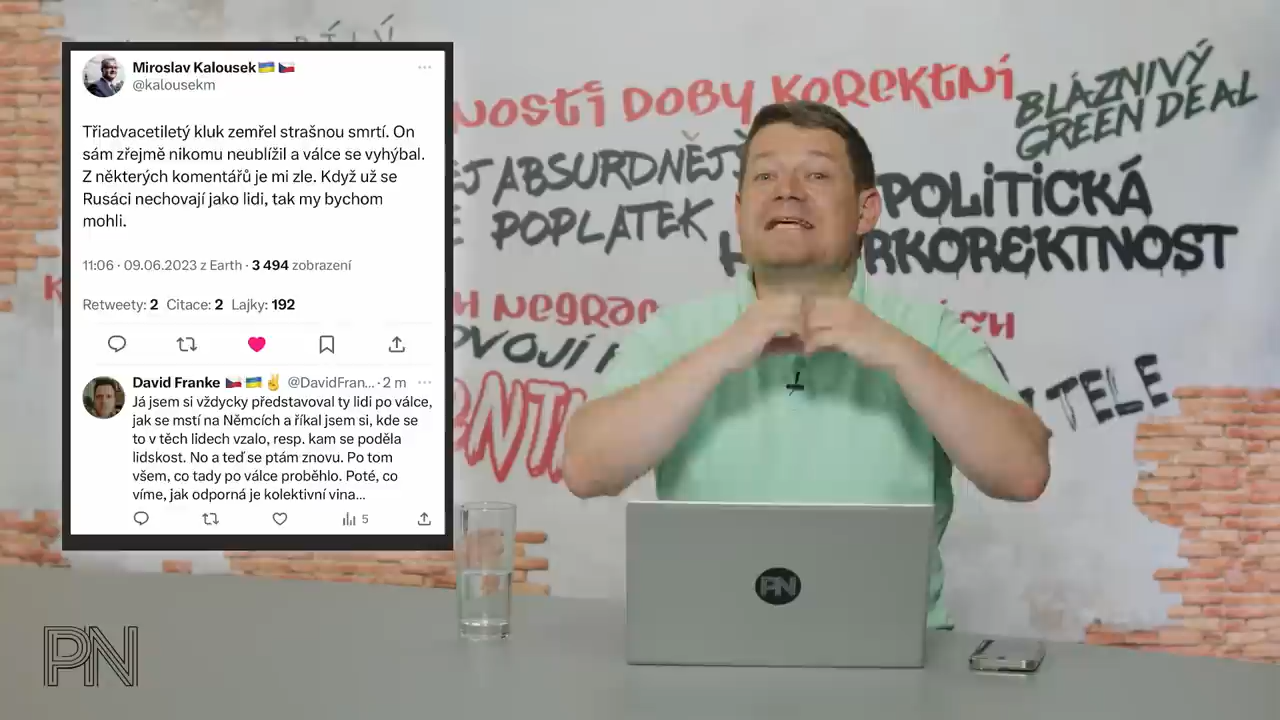 Miroslav Kalousek🇺🇦 🇨🇿
@kalousekm
Třiadvacetiletý kluk zemřel strašnou smrtí. On
sám zřejmě nikomu neublížil a válce se vyhýbal.
Z některých komentářů je mi zle. Když už se
Rusáci nechovají jako lidi, tak my bychom
mohli.
11:06 · 09.06.2023 z Earth · 3 494 zobrazení
Retweety: 2 Citace: 2 Lajky: 192
David Franke 🇨🇿 🇺🇦 ✌ @DavidFran... · 2 m
Já jsem si vždycky představoval ty lidi po válce,
jak se mstí na Němcích a říkal jsem si, kde se
to v těch lidech vzalo, resp. kam se poděla
lidskost. No a teď se ptám znovu. Po tom
všem, co tady po válce proběhlo. Poté, co
víme, jak odporná je kolektivní vina...
5
DOBY KOREKTNÍ
BLÁZNIVÝ
GREEN DEAL
POPLATEK
POLITICKÁ
PN
PN